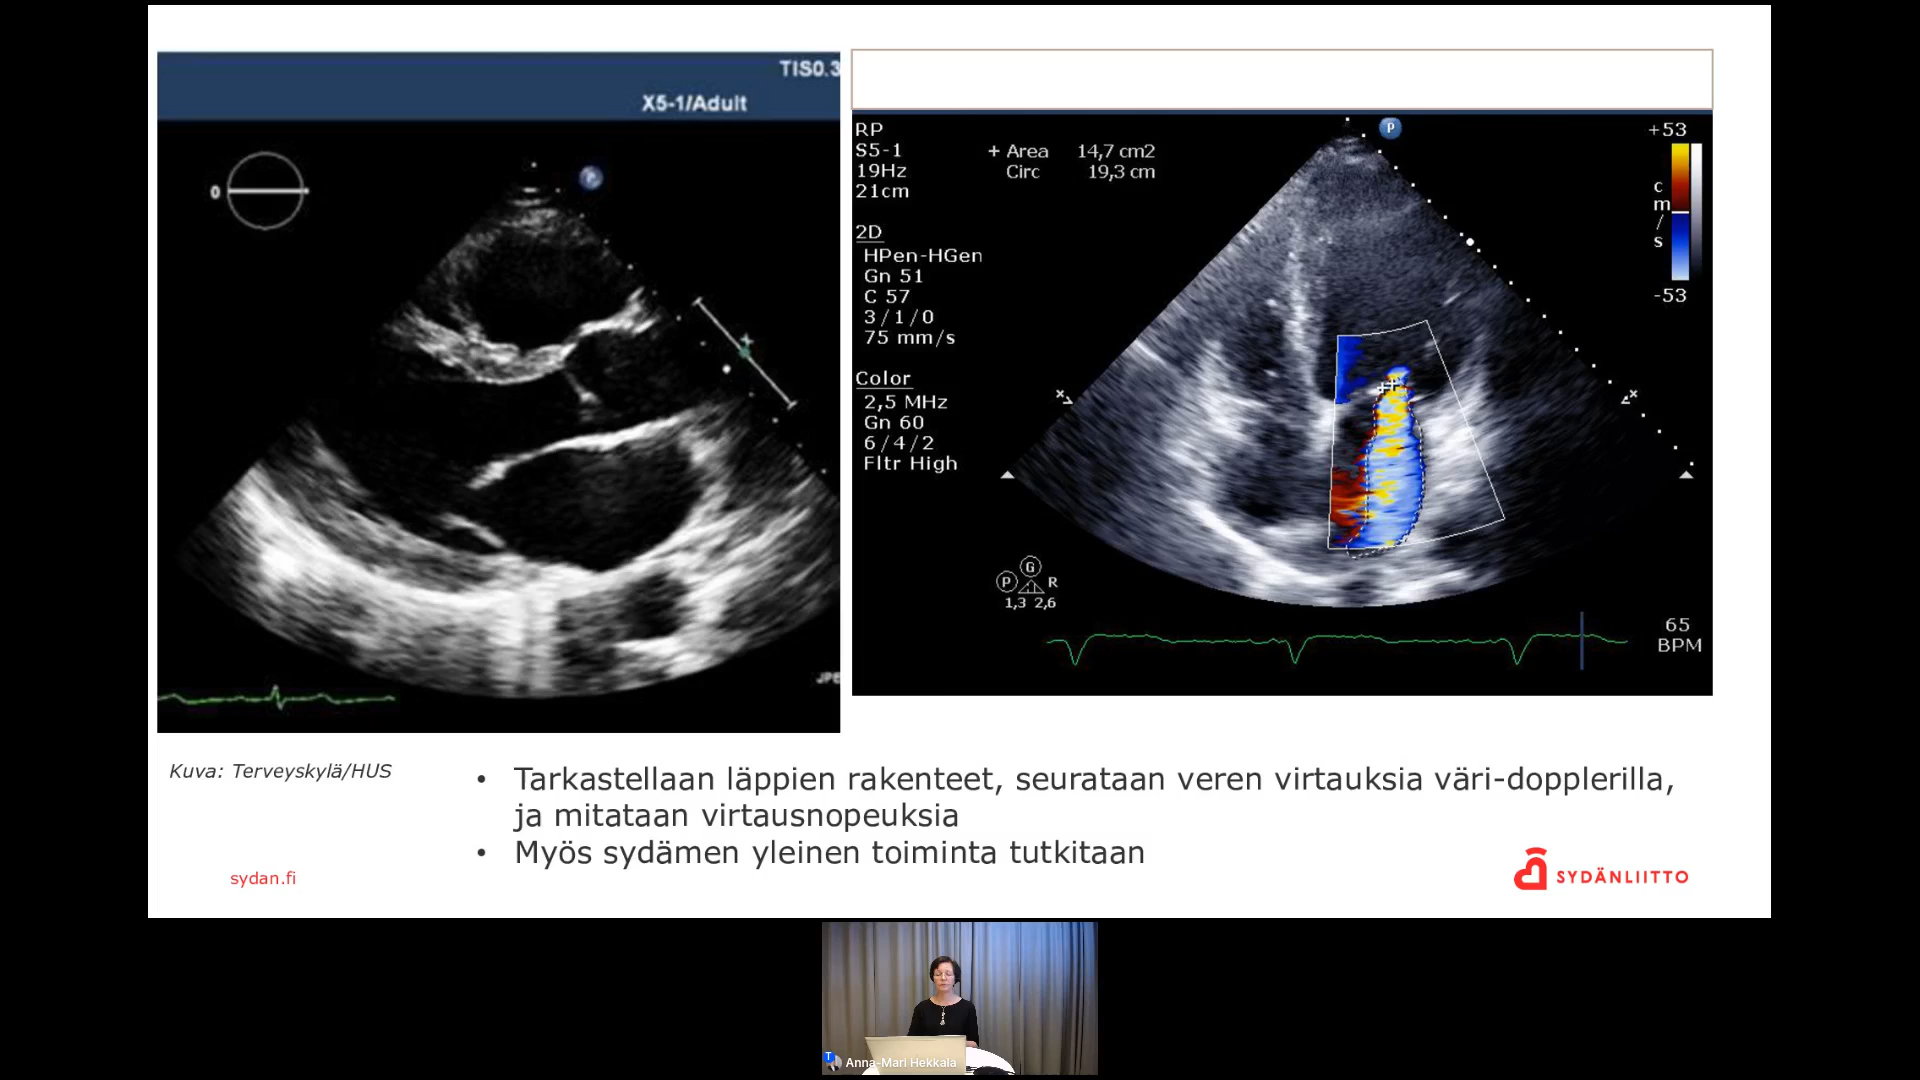 TIS0.3
X5-1/Adult
0
P
JPE
RP
S5-1
19Hz
21cm
2D
HPen-HGen
Gn 51
C 57
3/1/0
75 mm/s
Color
2,5 MHz
Gn 60
6/4/2
Fltr High
+ Area 14,7 cm2
Circ 19,3 cm
P
+53
c
m
/
s
-53
G
P R
1,3 2,6
65
BPM
Kuva: Terveyskylä/HUS
• Tarkastellaan läppien rakenteet, seurataan veren virtauksia väri-dopplerilla,
ja mitataan virtausnopeuksia
• Myös sydämen yleinen toiminta tutkitaan
sydan.fi
SYDÄNLIITTO
T
Anna-Mari Hekkala